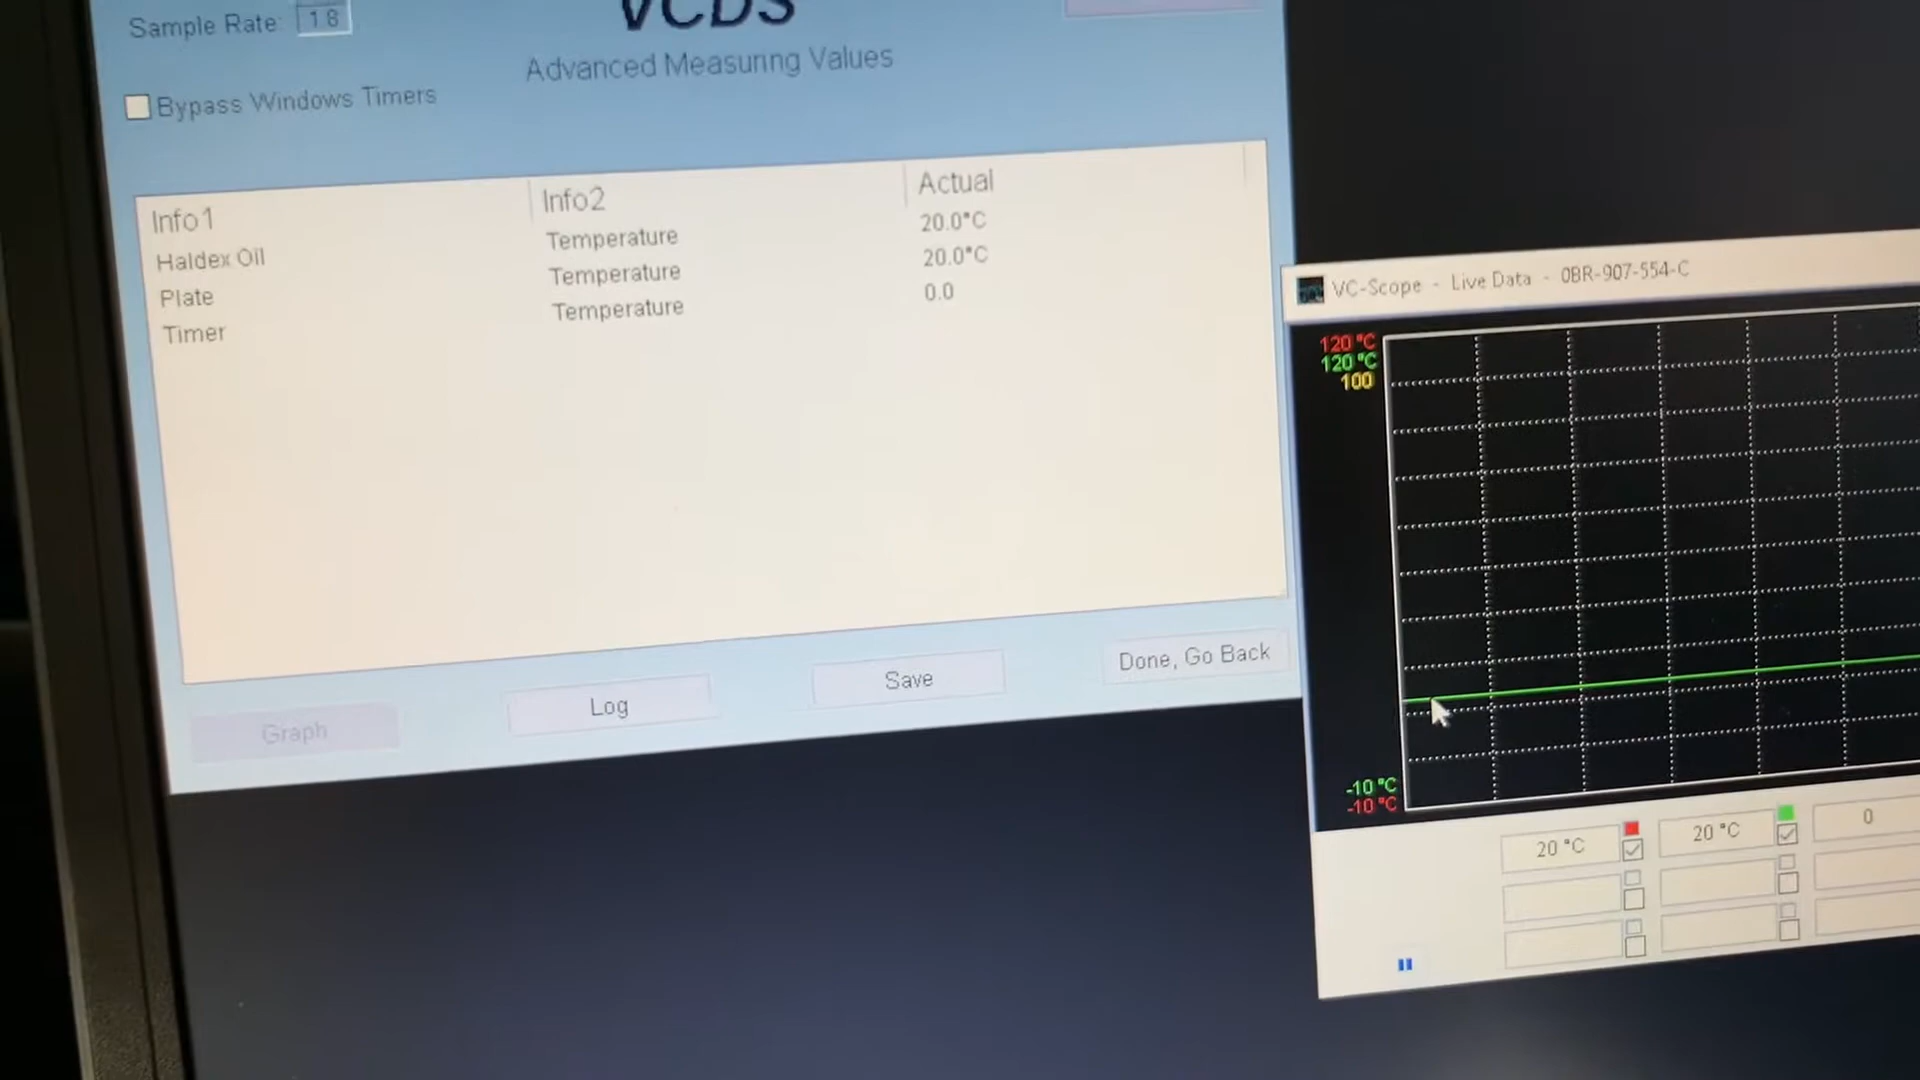 Sample Rate: 1.8
VCDS
Advanced Measuring Values
Bypass Windows Timers
Info1 Info2 Actual
Haldex Oil Temperature 20.0°C
Plate Temperature 20.0°C
Timer Temperature 0.0
Graph Log Save Done, Go Back
VC-Scope - Live Data - 0BR-907-554-C
120 °C
120 °C
100
-10 °C
-10 °C
20 °C 20 °C 0